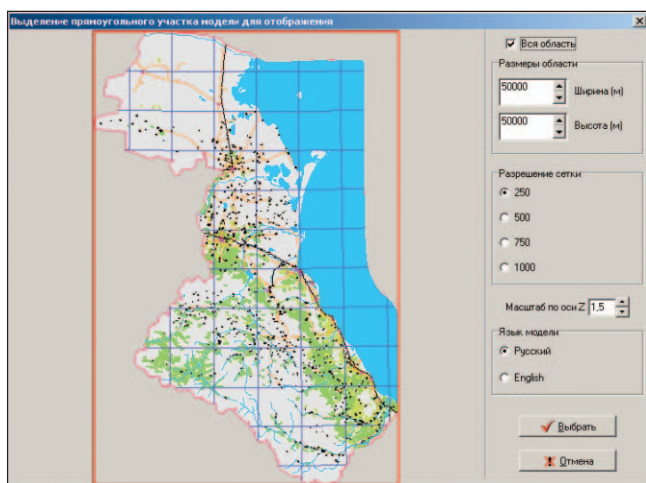 Выделение прямоугольного участка модели для отображения
Вся область
Размеры области
50000 Ширина (м)
50000 Высота (м)
Разрешение сетки
250
500
750
1000
Масштаб по оси Z 1,5
Язык модели
Русский
English
Выбрать
Отмена